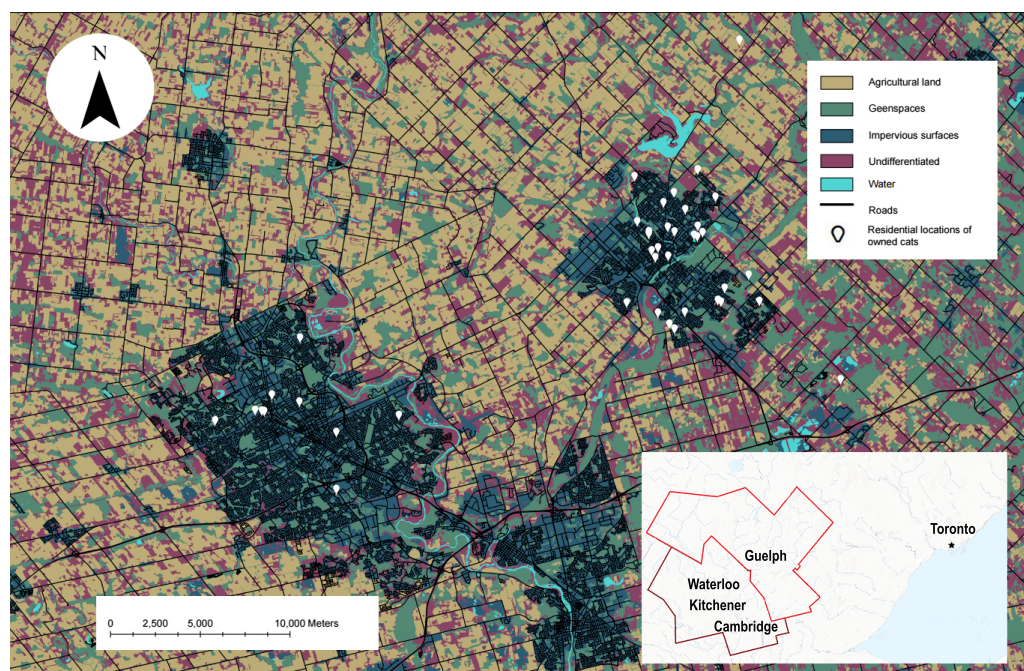 N
Agricultural land
Geenspaces
Impervious surfaces
Undifferentiated
Water
Roads
Residential locations of
owned cats
0 2,500 5,000 10,000 Meters
Toronto
Guelph
Waterloo
Kitchener
Cambridge